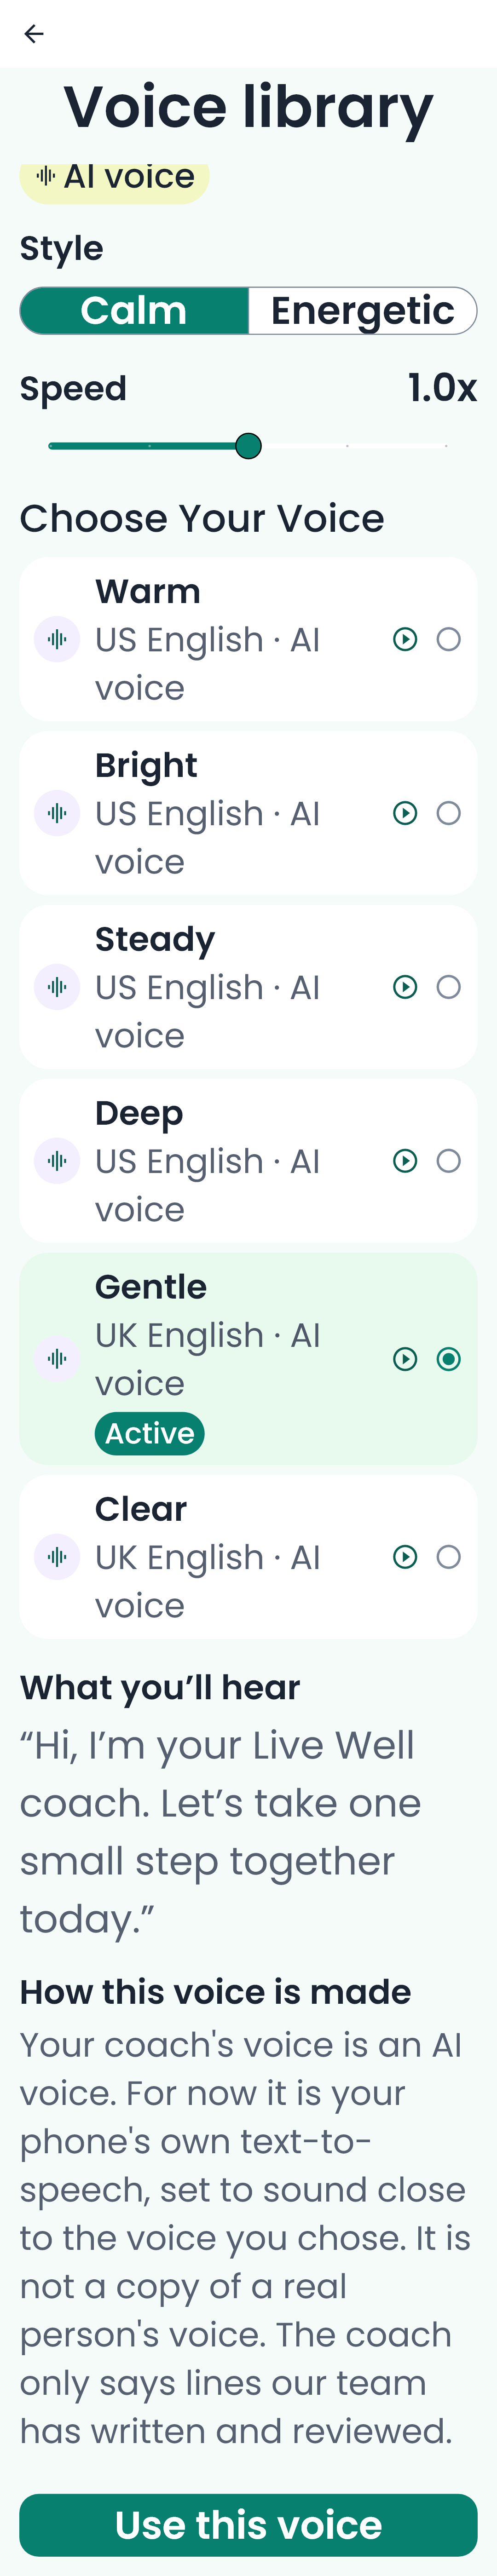 Voice library
AI voice
Style
Calm
Energetic
Speed
1.0x
Choose Your Voice
Warm
US English · AI
voice
Bright
US English · AI
voice
Steady
US English · AI
voice
Deep
US English · AI
voice
Gentle
UK English · AI
voice
Active
Clear
UK English · AI
voice
What you’ll hear
“Hi, I’m your Live Well
coach. Let’s take one
small step together
today.”
How this voice is made
Your coach's voice is an AI
voice. For now it is your
phone's own text-to-
speech, set to sound close
to the voice you chose. It is
not a copy of a real
person's voice. The coach
only says lines our team
has written and reviewed.
Use this voice